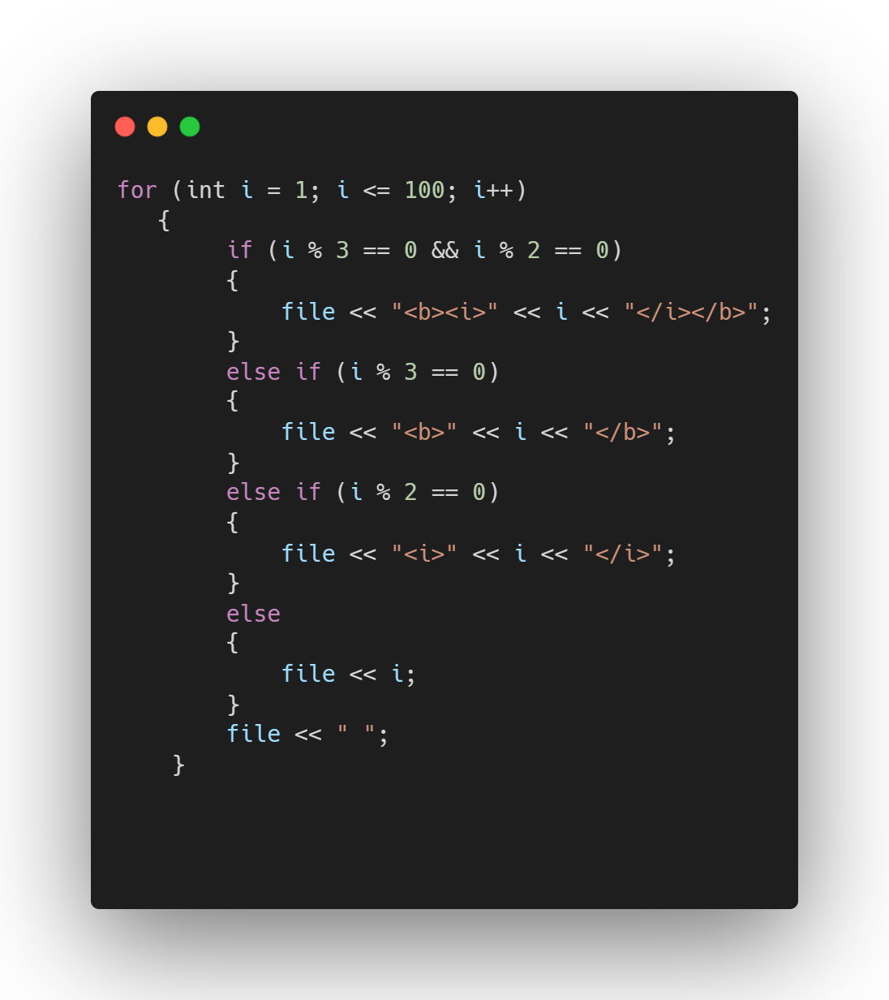 for (int i = 1; i <= 100; i++)
   {
        if (i % 3 == 0 && i % 2 == 0)
        {
            file << "<b><i>" << i << "</i></b>";
        }
        else if (i % 3 == 0)
        {
            file << "<b>" << i << "</b>";
        }
        else if (i % 2 == 0)
        {
            file << "<i>" << i << "</i>";
        }
        else
        {
            file << i;
        }
        file << " ";
    }